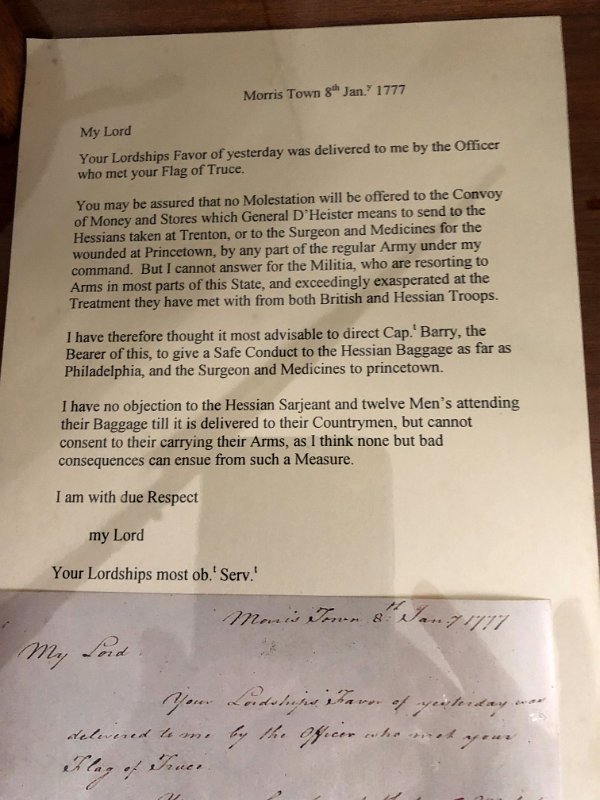 Morris Town 8th Jan.y 1777
My Lord
Your Lordships Favor of yesterday was delivered to me by the Officer
who met your Flag of Truce.
You may be assured that no Molestation will be offered to the Convoy
of Money and Stores which General D'Heister means to send to the
Hessians taken at Trenton, or to the Surgeon and Medicines for the
wounded at Princetown, by any part of the regular Army under my
command. But I cannot answer for the Militia, who are resorting to
Arms in most parts of this State, and exceedingly exasperated at the
Treatment they have met with from both British and Hessian Troops.
I have therefore thought it most advisable to direct Cap.t Barry, the
Bearer of this, to give a Safe Conduct to the Hessian Baggage as far as
Philadelphia, and the Surgeon and Medicines to princetown.
I have no objection to the Hessian Sarjeant and twelve Men's attending
their Baggage till it is delivered to their Countrymen, but cannot
consent to their carrying their Arms, as I think none but bad
consequences can ensue from such a Measure.
I am with due Respect
my Lord
Your Lordships most ob.t Serv.t
Morris Town 8th Jany 1777
My Lord
Your Lordships Favor of yesterday was
delivered to me by the Officer who met your
Flag of Truce.